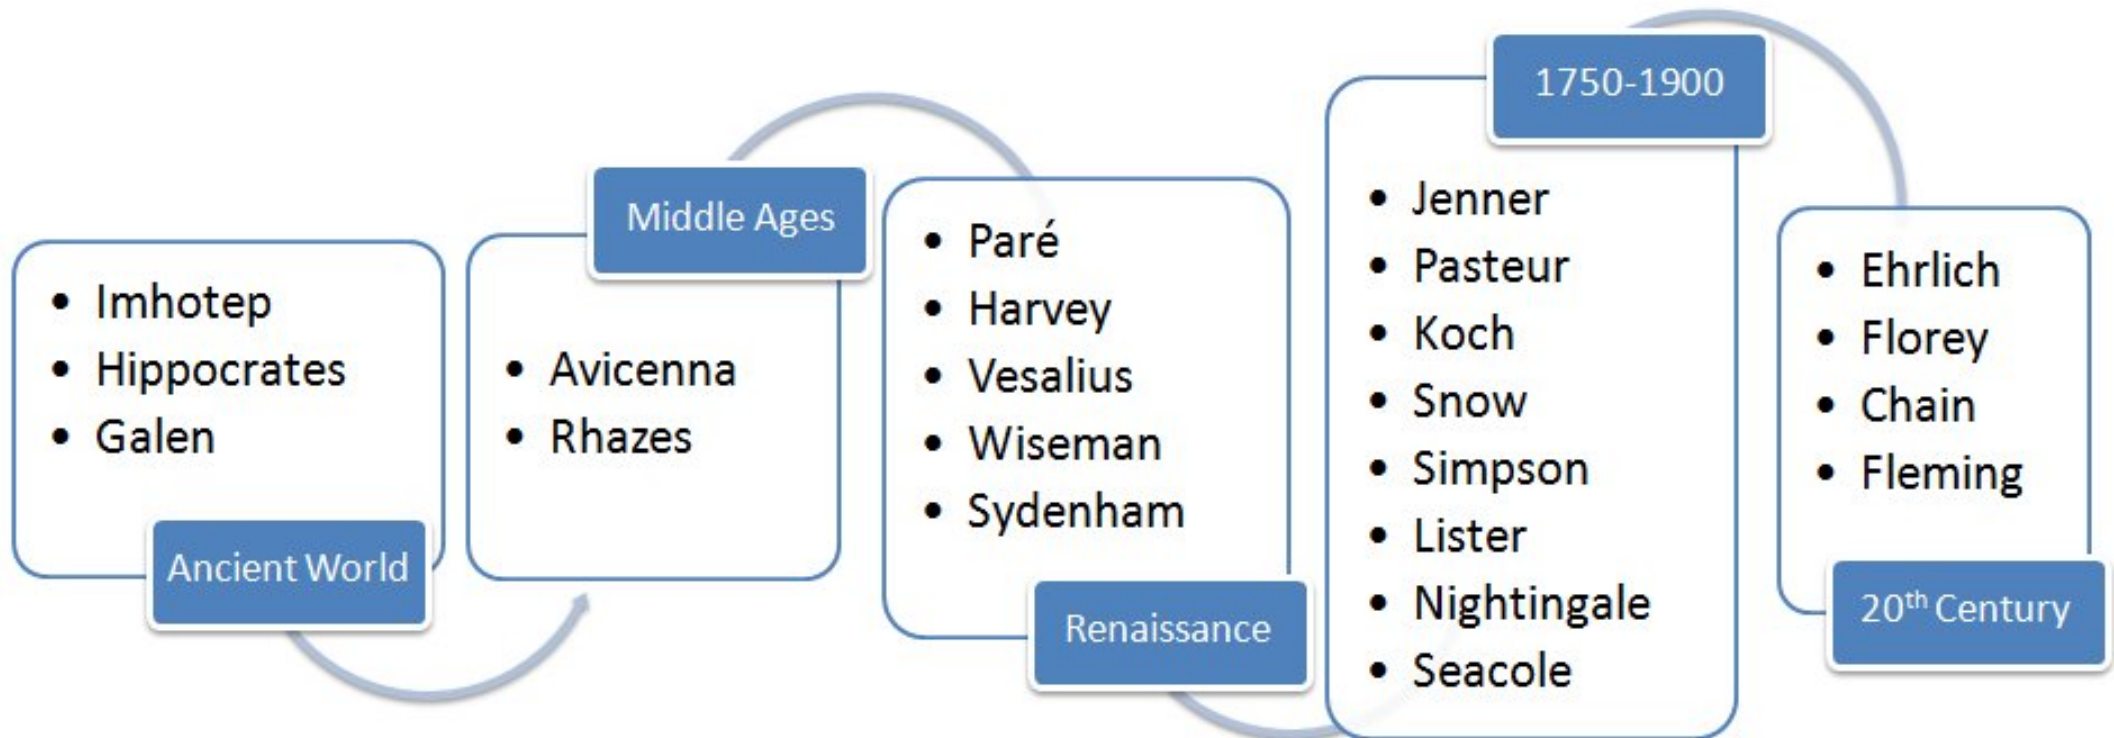 • Imhotep
• Hippocrates
• Galen
Ancient World
Middle Ages
• Avicenna
• Rhazes
• Paré
• Harvey
• Vesalius
• Wiseman
• Sydenham
Renaissance
1750-1900
• Jenner
• Pasteur
• Koch
• Snow
• Simpson
• Lister
• Nightingale
• Seacole
• Ehrlich
• Florey
• Chain
• Fleming
20th Century